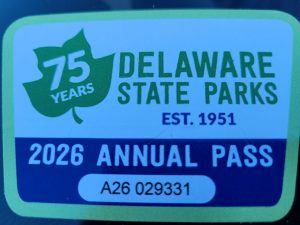 75
YEARS
DELAWARE
STATE PARKS
EST. 1951
2026 ANNUAL PASS
A26 029331